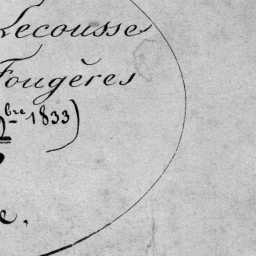 Lecousse
Fougères
bre 1833)
e.